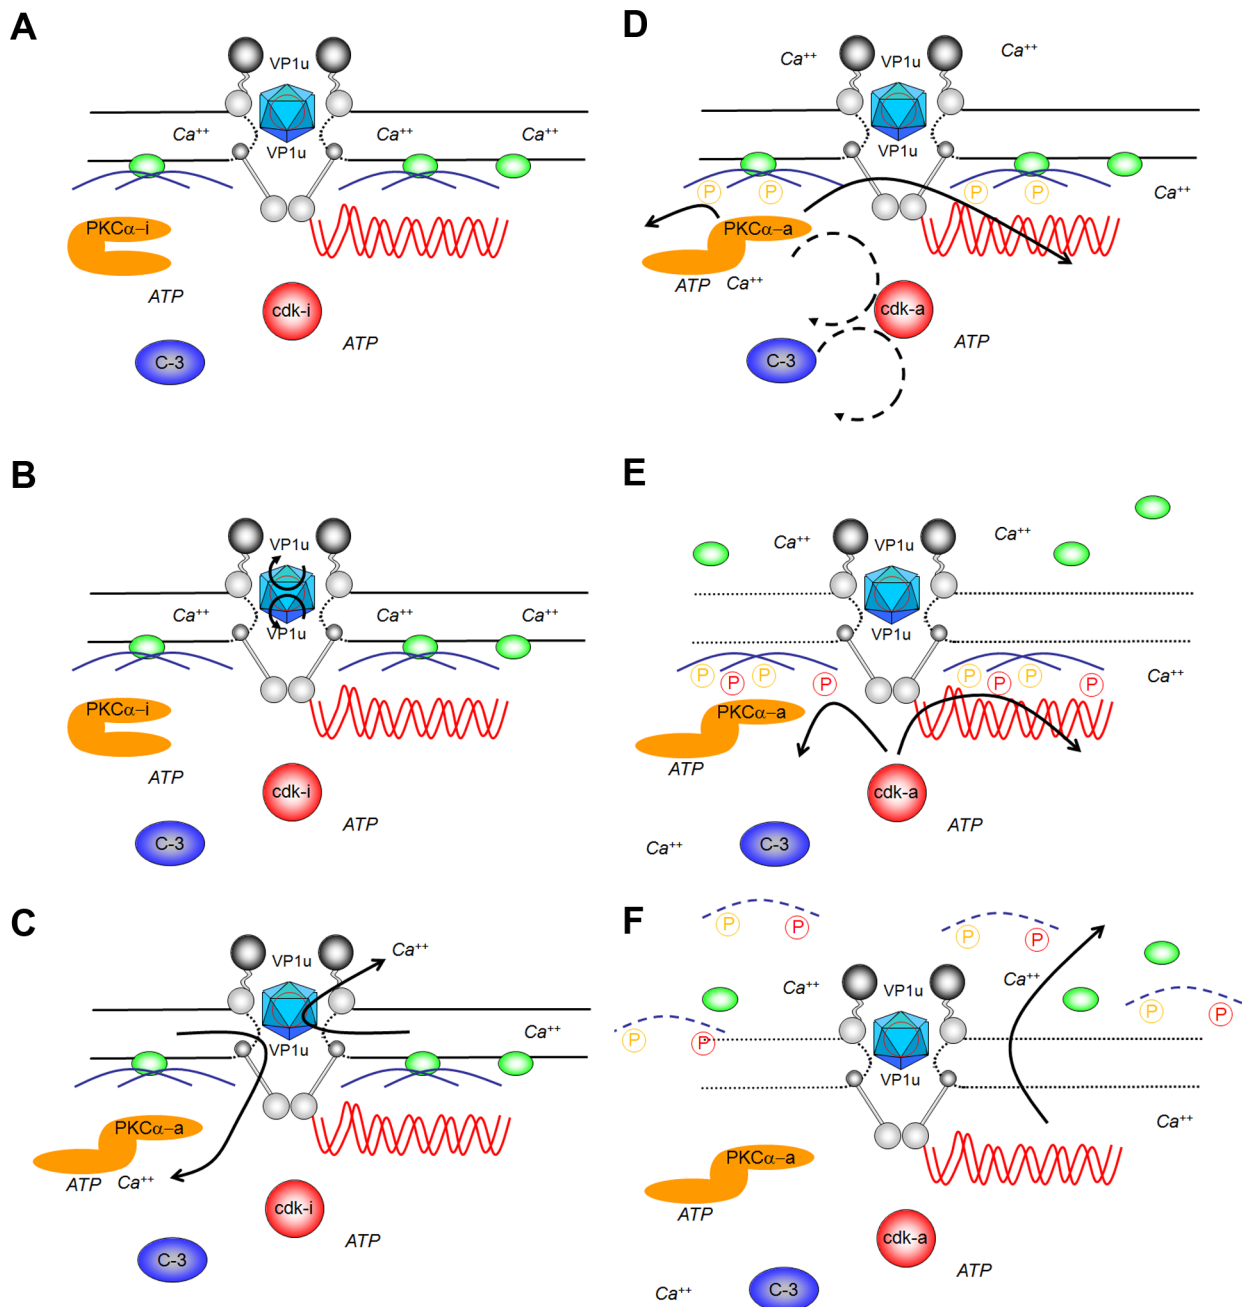 A
VP1u
Ca++
Ca++
Ca++
VP1u
PKCα–i
ATP
cdk-i
ATP
C-3
B
VP1u
Ca++
Ca++
Ca++
VP1u
PKCα–i
ATP
cdk-i
ATP
C-3
C
VP1u
Ca++
Ca++
VP1u
PKCα–a
ATP
Ca++
cdk-i
ATP
C-3
D
Ca++
VP1u
Ca++
VP1u
P
P
P
P
Ca++
PKCα–a
ATP
Ca++
cdk-a
ATP
C-3
E
Ca++
VP1u
Ca++
VP1u
P
P
P
P
P
P
P
P
Ca++
PKCα–a
ATP
cdk-a
ATP
Ca++
C-3
F
P
P
P
P
Ca++
VP1u
Ca++
P
P
P
P
VP1u
Ca++
PKCα–a
ATP
cdk-a
ATP
Ca++
C-3